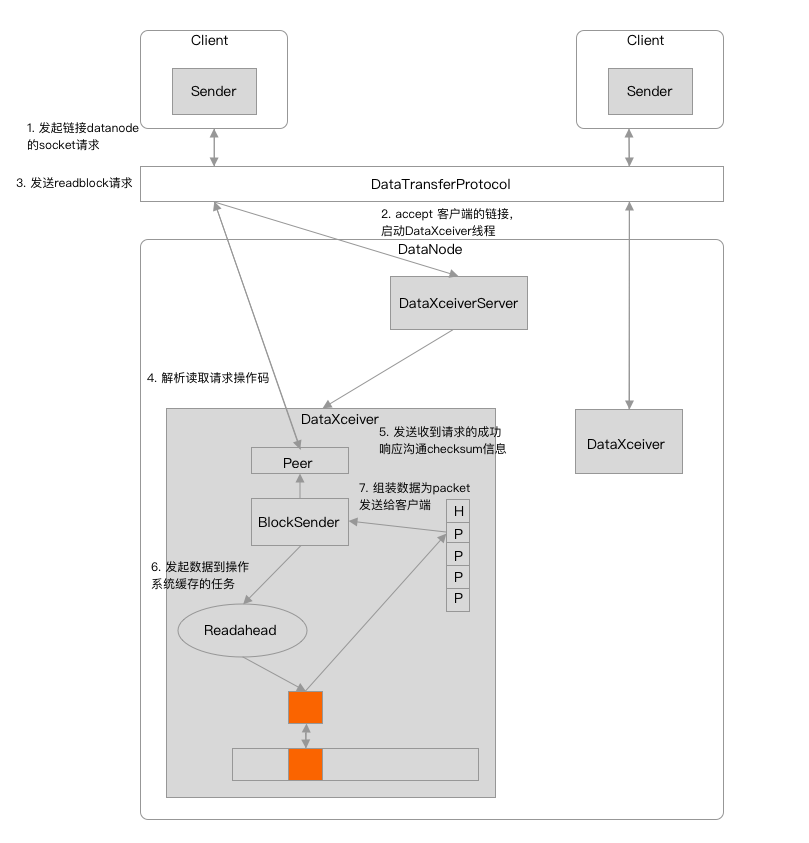 Client
Client
Sender
Sender
1. 发起链接datanode
的socket请求
3. 发送readblock请求
DataTransferProtocol
2. accept 客户端的链接,
启动DataXceiver线程
DataNode
DataXceiverServer
4. 解析读取请求操作码
DataXceiver
5. 发送收到请求的成功
响应沟通checksum信息
DataXceiver
Peer
7. 组装数据为packet
发送给客户端
BlockSender
H
P
P
P
P
6. 发起数据到操作
系统缓存的任务
Readahead